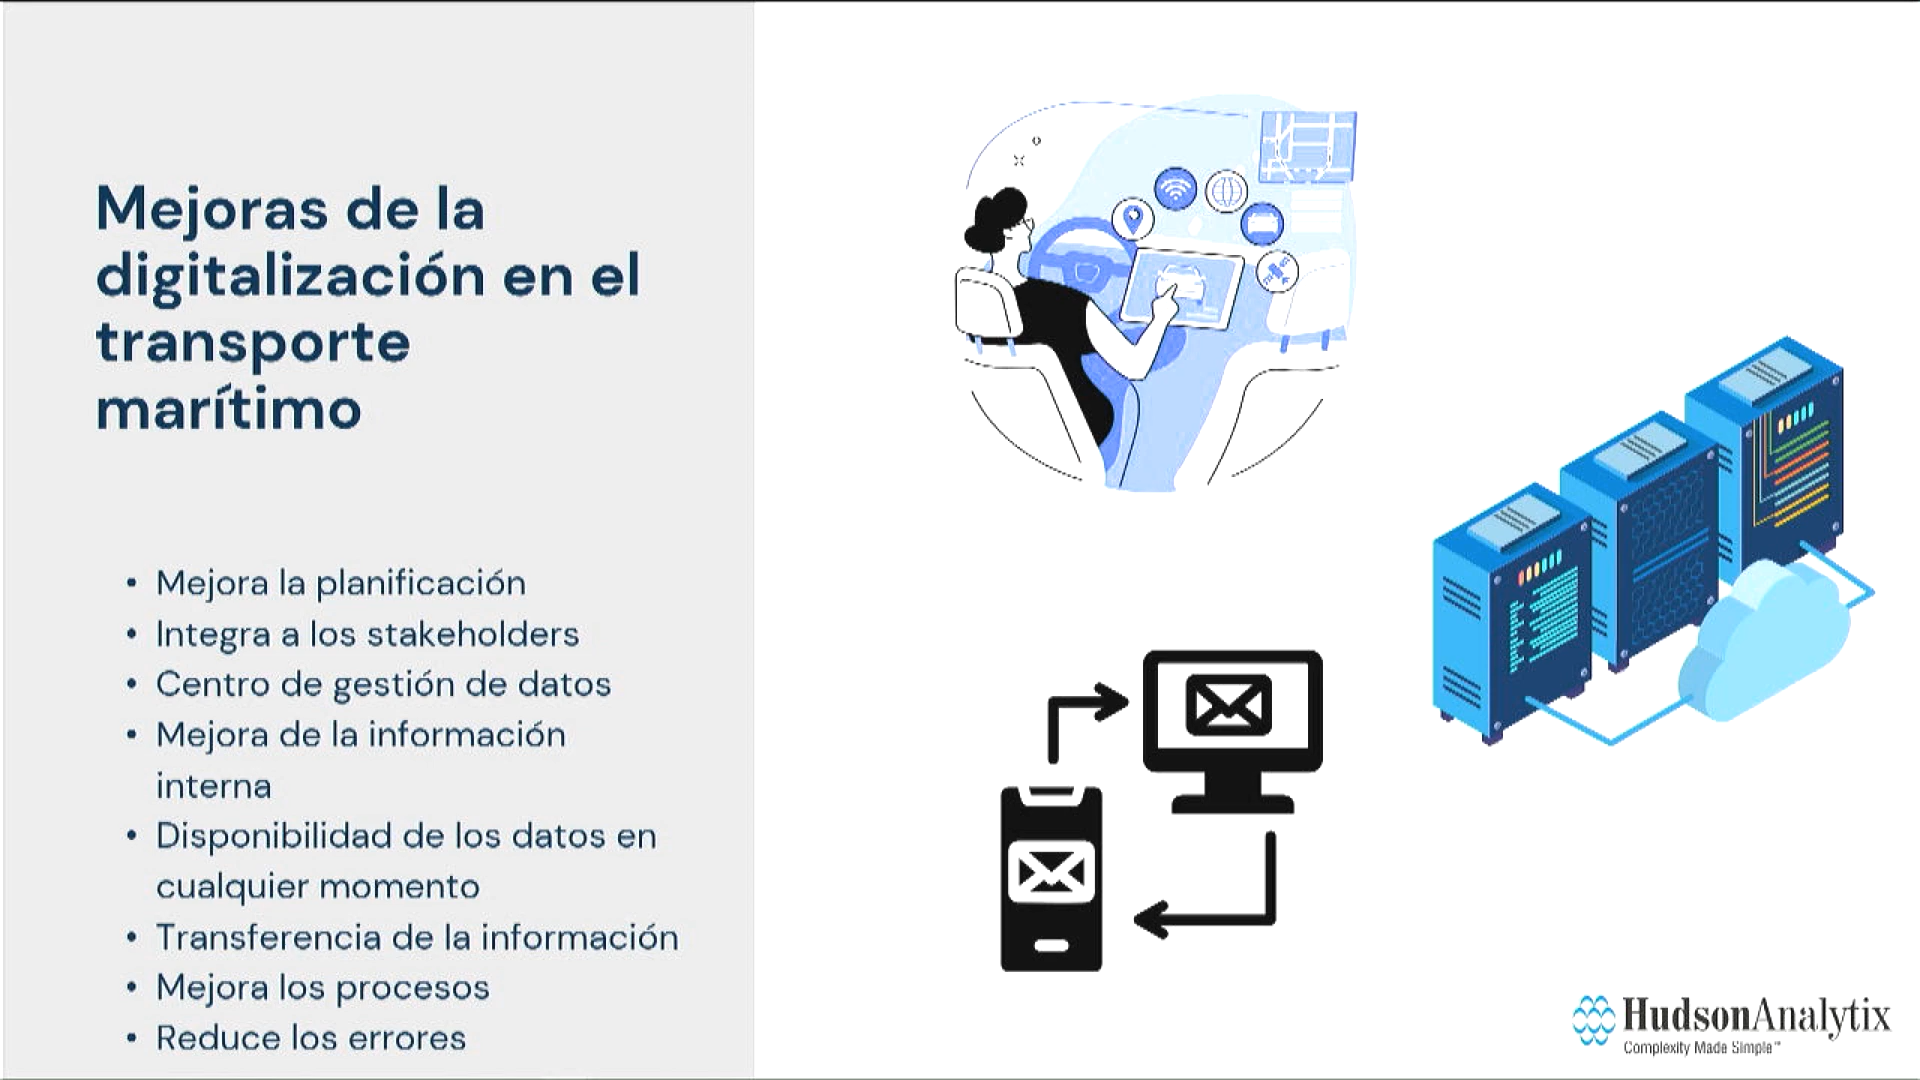 Mejoras de la
digitalización en el
transporte
marítimo
• Mejora la planificación
• Integra a los stakeholders
• Centro de gestión de datos
• Mejora de la información
interna
• Disponibilidad de los datos en
cualquier momento
• Transferencia de la información
• Mejora los procesos
• Reduce los errores
HudsonAnalytix
Complexity Made Simple™